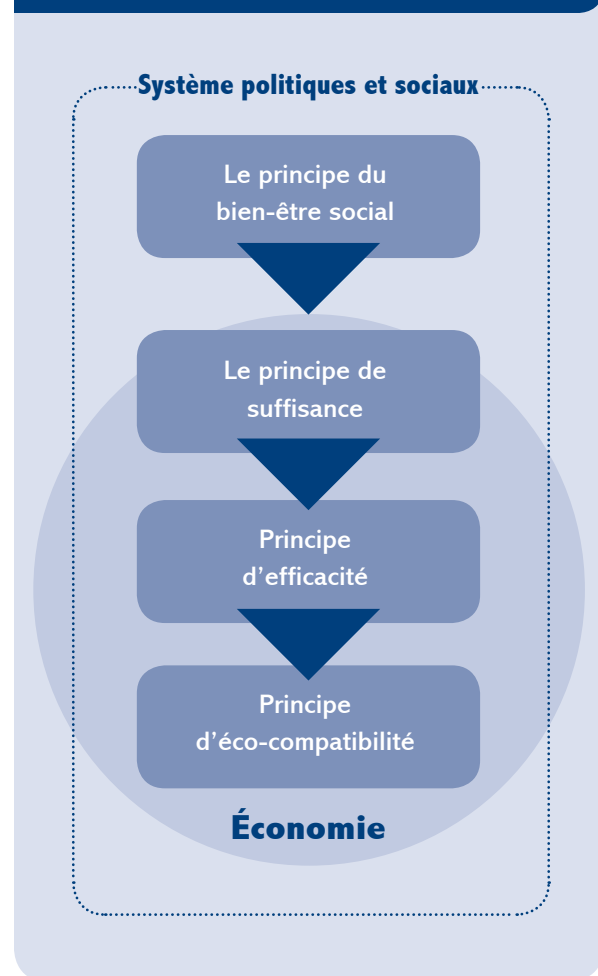 Système politiques et sociaux
Le principe du
bien-être social
Le principe de
suffisance
Principe
d’efficacité
Principe
d’éco-compatibilité
Économie